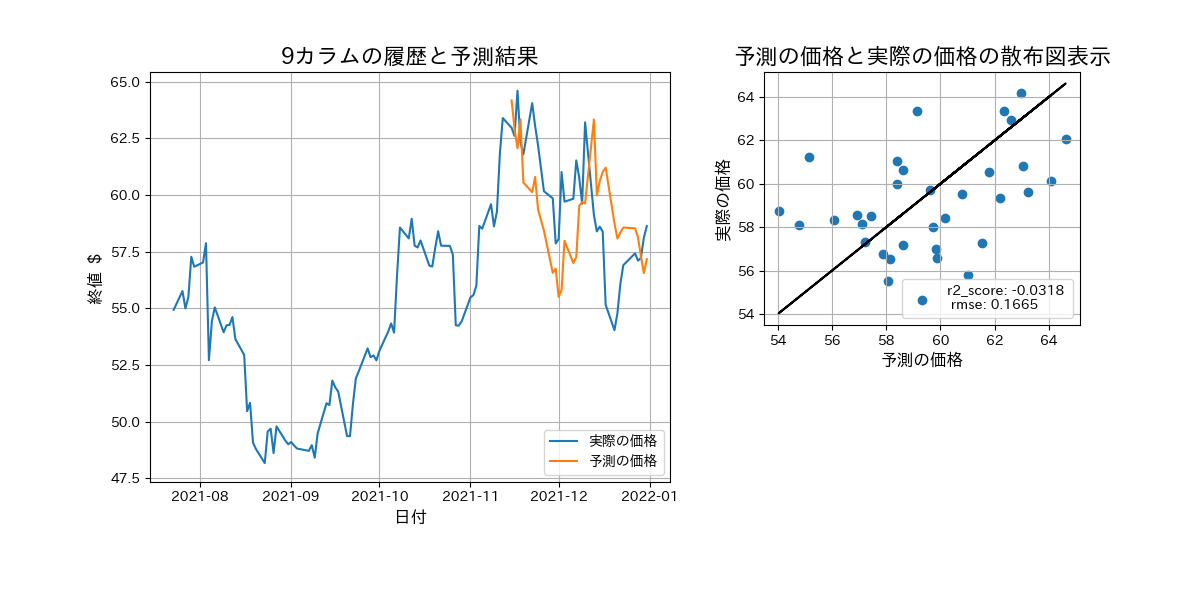 9カラムの履歴と予測結果
65.0
62.5
60.0
57.5
55.0
52.5
50.0
47.5
終値 $
2021-08 2021-09 2021-10 2021-11 2021-12 2022-01
日付
実際の価格
予測の価格
予測の価格と実際の価格の散布図表示
64
62
60
58
56
54
実際の価格
54 56 58 60 62 64
予測の価格
r2_score: -0.0318
rmse: 0.1665